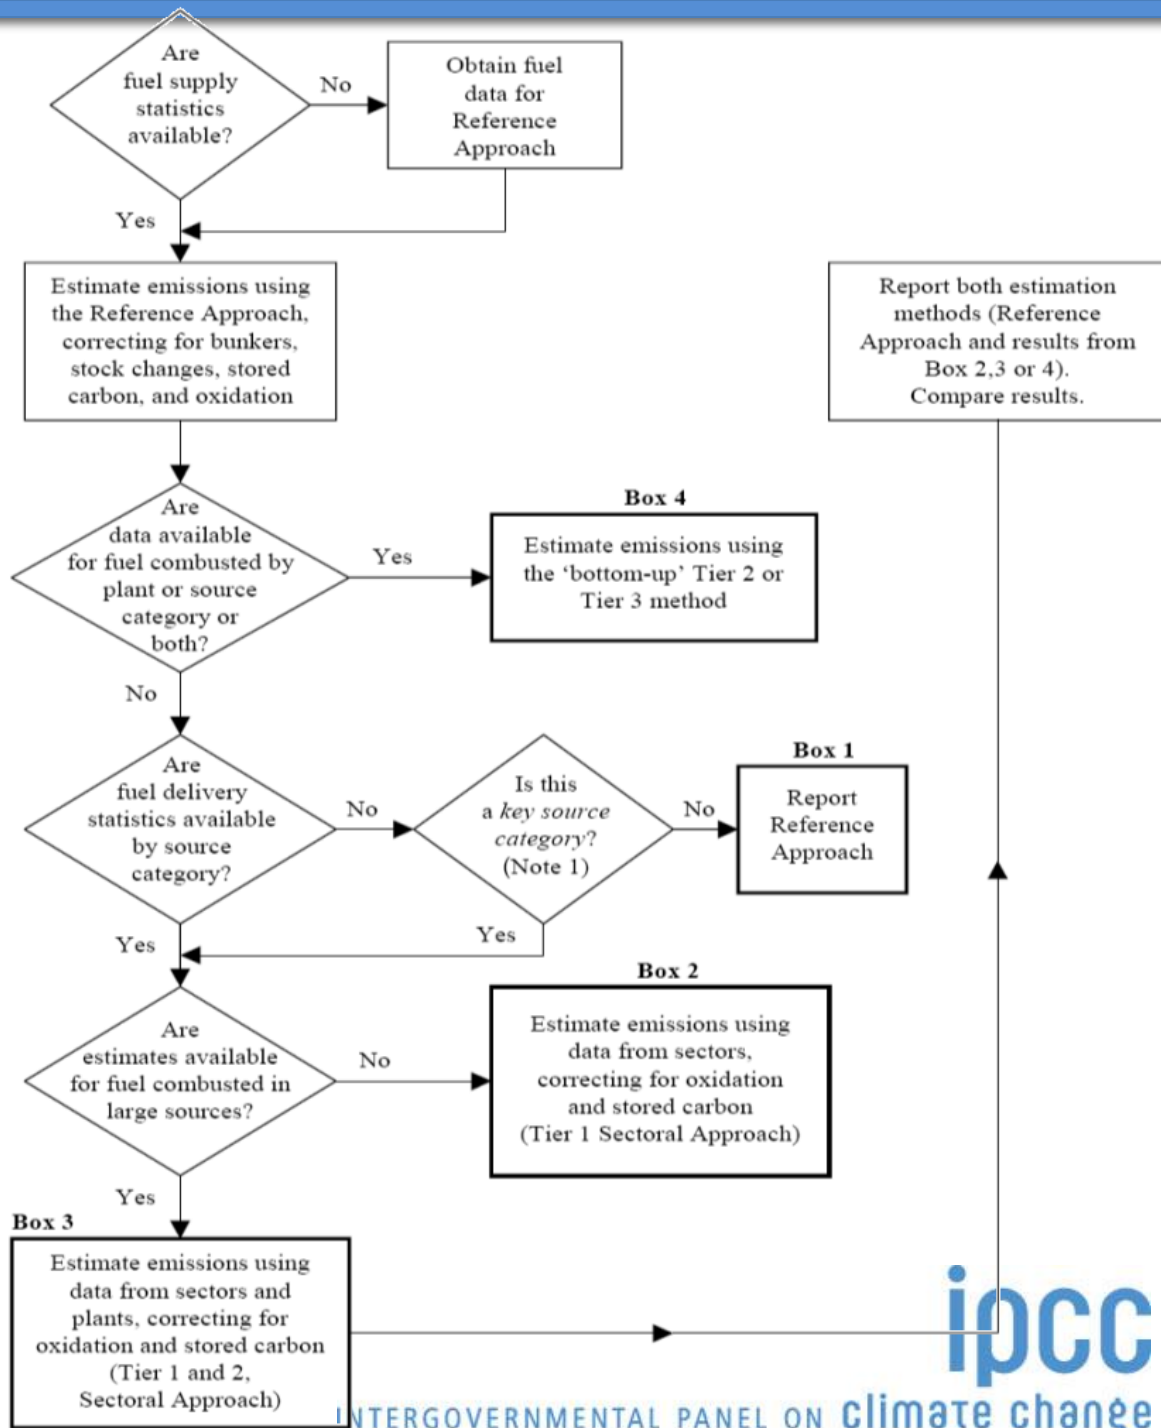 Are
fuel supply
statistics
available?
No
Obtain fuel
data for
Reference
Approach
Yes
Estimate emissions using
the Reference Approach,
correcting for bunkers,
stock changes, stored
carbon, and oxidation
Report both estimation
methods (Reference
Approach and results from
Box 2,3 or 4).
Compare results.
Are
data available
for fuel combusted by
plant or source
category or
both?
Yes
Box 4
Estimate emissions using
the ‘bottom-up’ Tier 2 or
Tier 3 method
No
Are
fuel delivery
statistics available
by source
category?
No
Is this
a key source
category?
(Note 1)
No
Box 1
Report
Reference
Approach
Yes
Yes
Are
estimates available
for fuel combusted in
large sources?
No
Box 2
Estimate emissions using
data from sectors,
correcting for oxidation
and stored carbon
(Tier 1 Sectoral Approach)
Yes
Box 3
Estimate emissions using
data from sectors and
plants, correcting for
oxidation and stored carbon
(Tier 1 and 2,
Sectoral Approach)
ipcc
INTERGOVERNMENTAL PANEL ON climate change